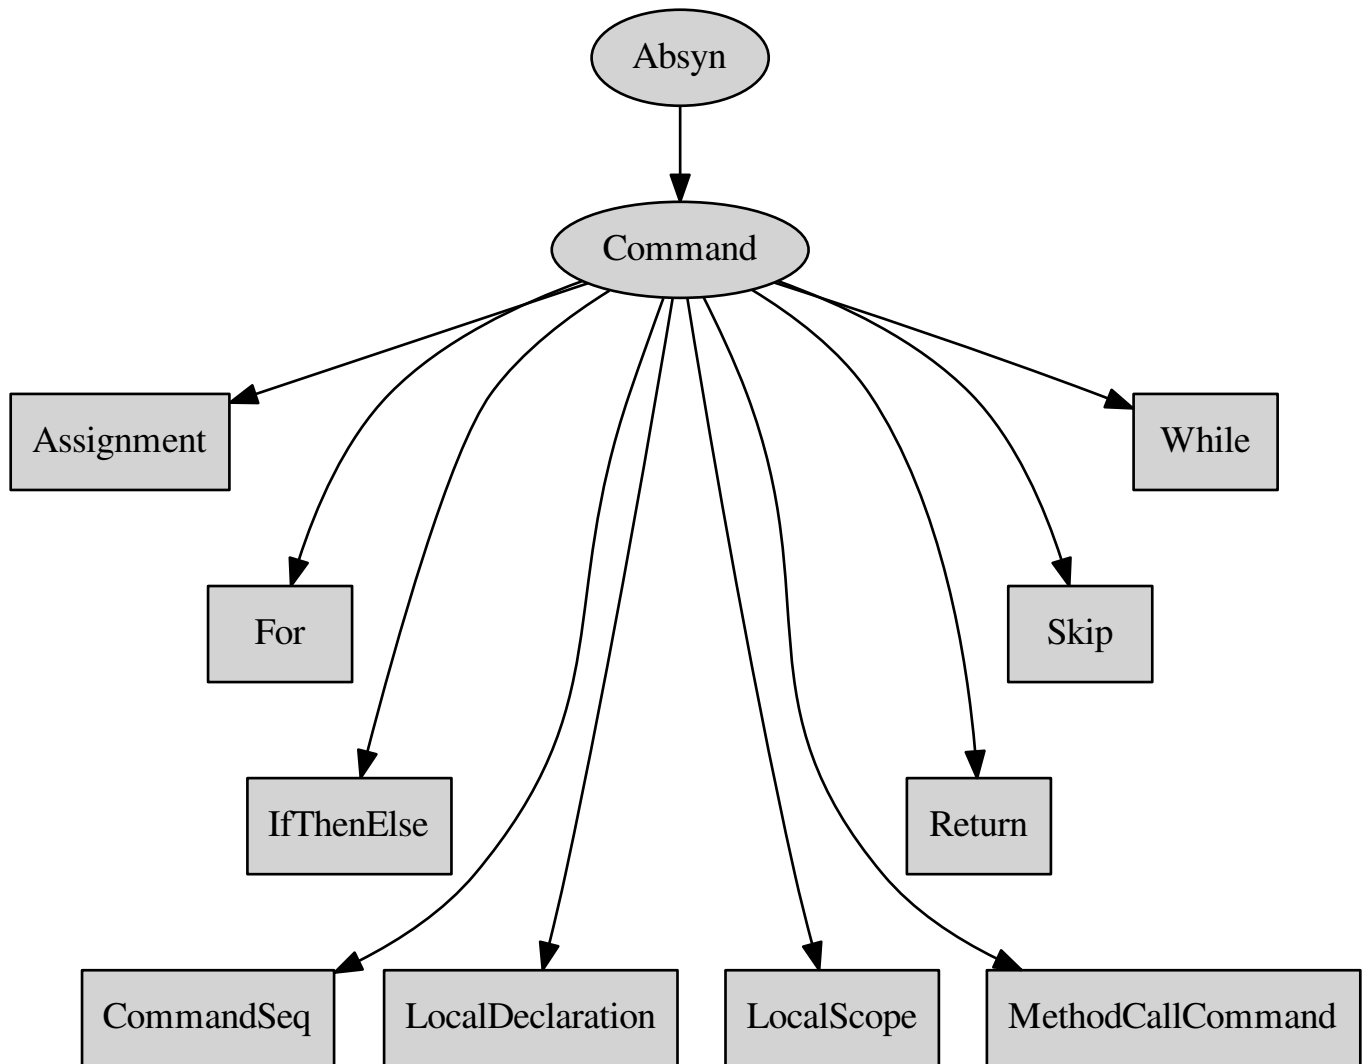 Absyn
Command
Assignment
While
For
Skip
IfThenElse
Return
CommandSeq
LocalDeclaration
LocalScope
MethodCallCommand